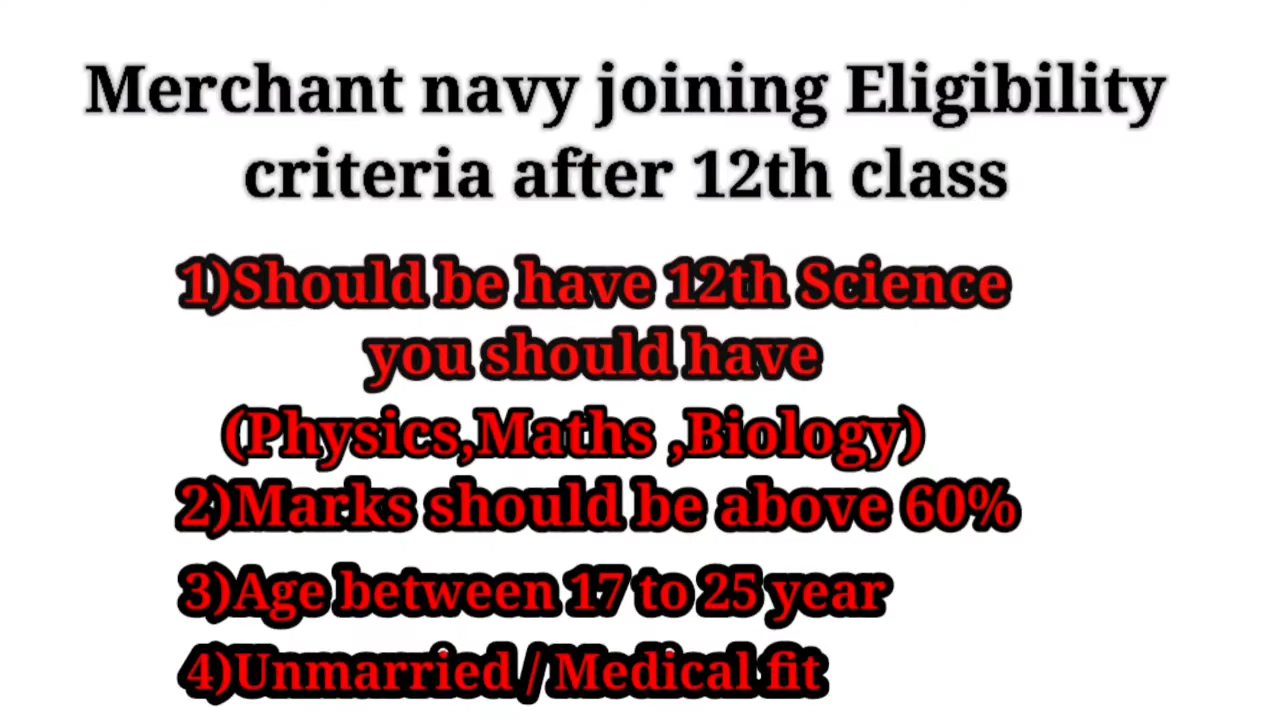 Merchant navy joining Eligibility
criteria after 12th class
1)Should be have 12th Science
you should have
(Physics,Maths ,Biology)
2)Marks should be above 60%
3)Age between 17 to 25 year
4)Unmarried / Medical fit